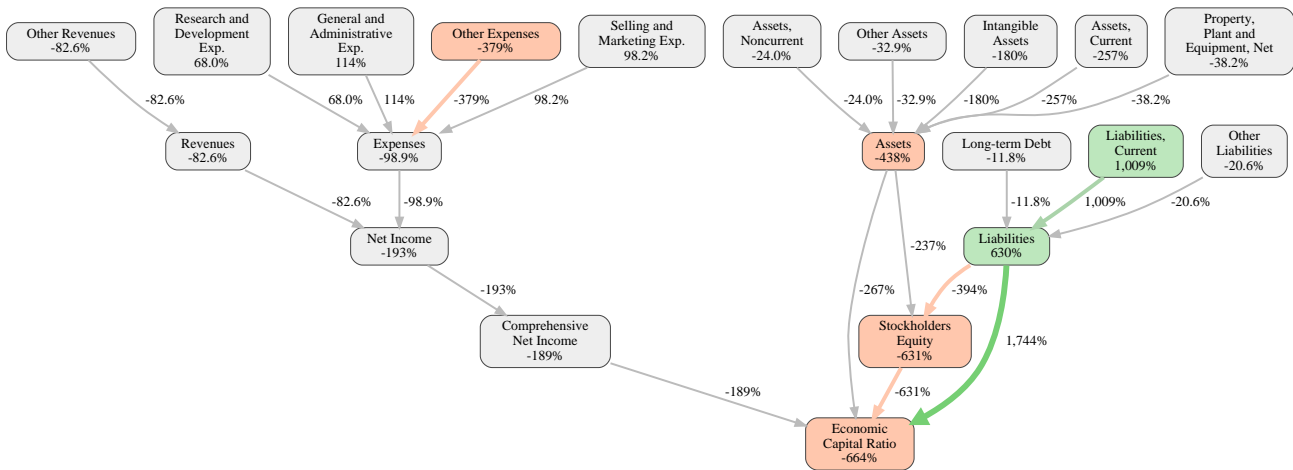 Other Revenues
-82.6%
Research and
Development
Exp.
68.0%
General and
Administrative
Exp.
114%
Other Expenses
-379%
Selling and
Marketing Exp.
98.2%
Assets,
Noncurrent
-24.0%
Other Assets
-32.9%
Intangible
Assets
-180%
Assets,
Current
-257%
Property,
Plant and
Equipment, Net
-38.2%
-82.6%
68.0%
114%
-379%
98.2%
-24.0%
-32.9%
-180%
-257%
-38.2%
Revenues
-82.6%
Expenses
-98.9%
Assets
-438%
Long-term Debt
-11.8%
Liabilities,
Current
1,009%
Other
Liabilities
-20.6%
-82.6%
-98.9%
-11.8%
1,009%
-20.6%
Net Income
-193%
-237%
Liabilities
630%
-193%
-267%
-394%
Comprehensive
Net Income
-189%
Stockholders
Equity
-631%
1,744%
-189%
-631%
Economic
Capital Ratio
-664%